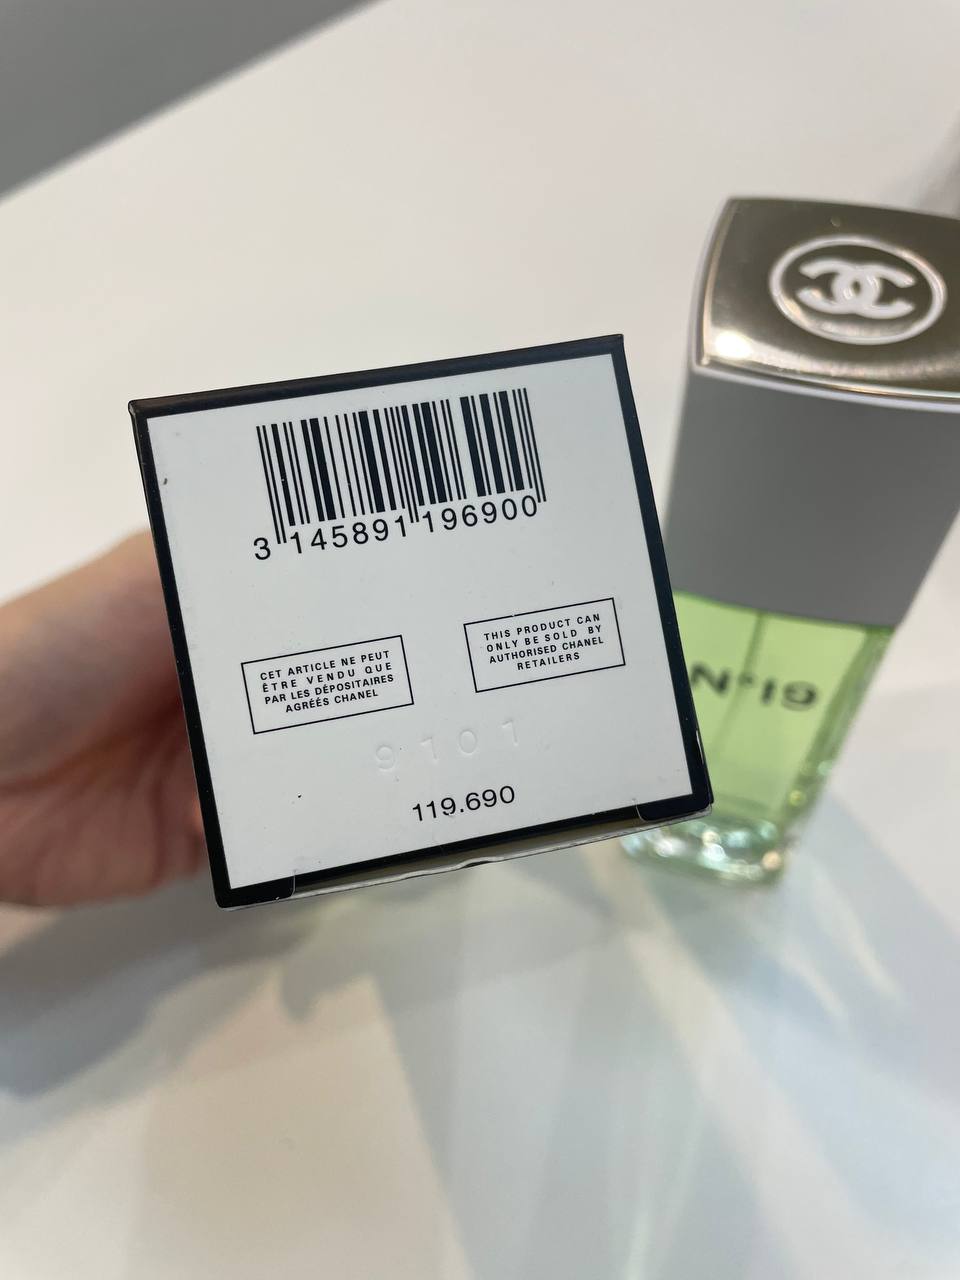 3 145891 196900
CET ARTICLE NE PEUT
ÊTRE VENDU QUE
PAR LES DÉPOSITAIRES
AGRÉÉS CHANEL
THIS PRODUCT CAN
ONLY BE SOLD BY
AUTHORISED CHANEL
RETAILERS
9101
119.690
N°19